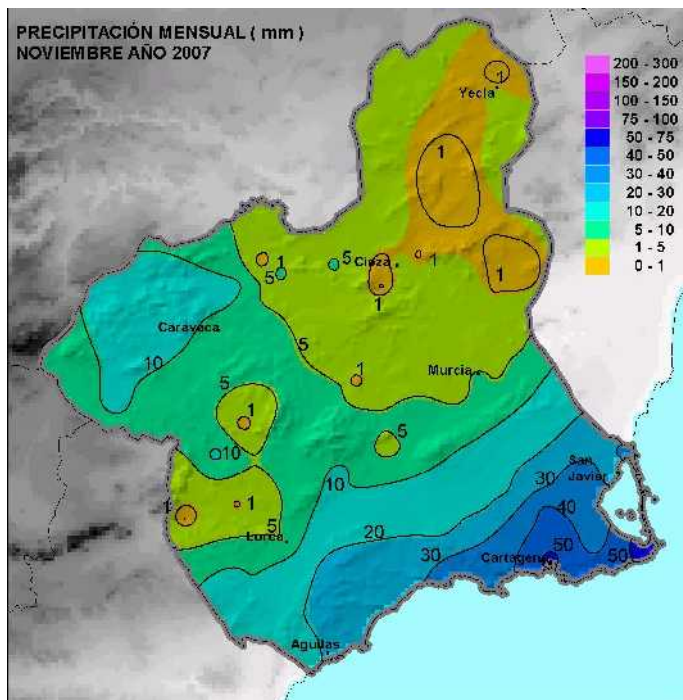 PRECIPITACIÓN MENSUAL ( mm )
NOVIEMBRE AÑO 2007
200 - 300
150 - 200
100 - 150
75 - 100
50 - 75
40 - 50
30 - 40
20 - 30
10 - 20
5 - 10
1 - 5
0 - 1
1
Yecla
1
1
5
5
Cieza
1
1
1
Caravaca
10
5
1
Murcia
5
1
5
10
10
30
San
Javier
1
1
5
Lorca
20
40
30
Cartagena
50
50
Aguilas